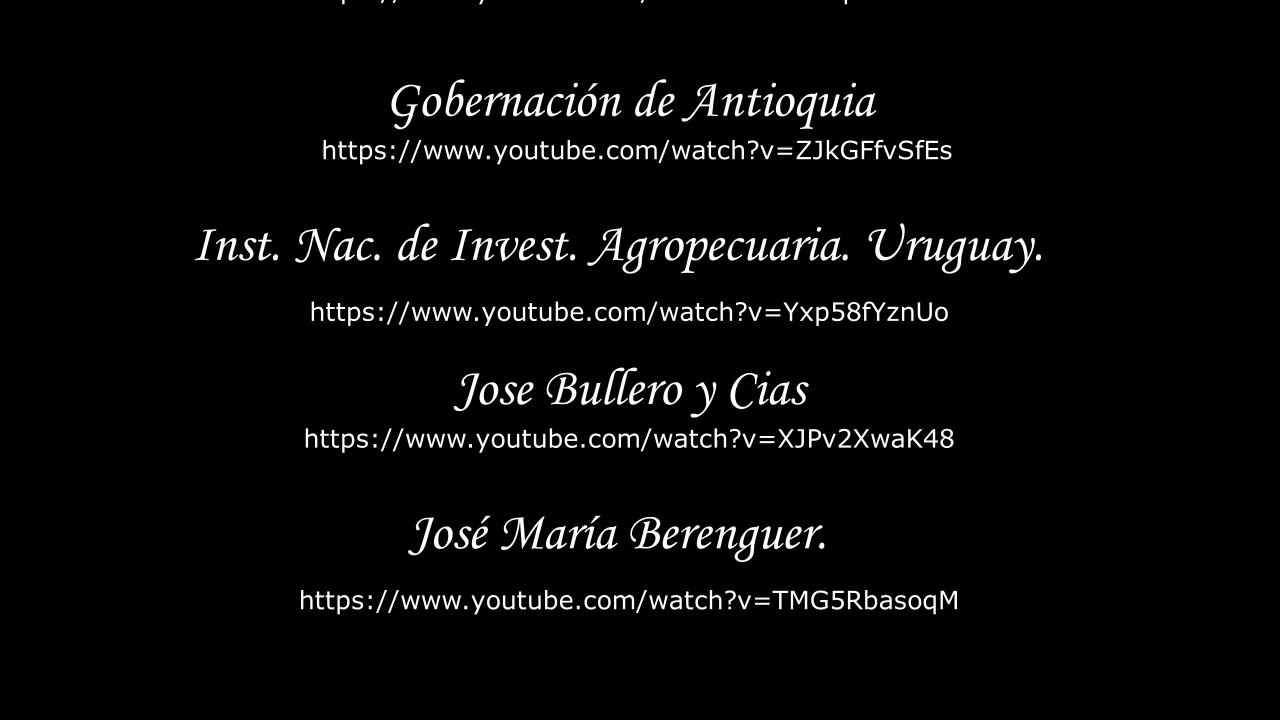 Gobernación de Antioquia
https://www.youtube.com/watch?v=ZJkGFfvSfEs
Inst. Nac. de Invest. Agropecuaria. Uruguay.
https://www.youtube.com/watch?v=Yxp58fYznUo
Jose Bullero y Cias
https://www.youtube.com/watch?v=XJPv2XwaK48
José María Berenguer.
https://www.youtube.com/watch?v=TMG5RbasoqM